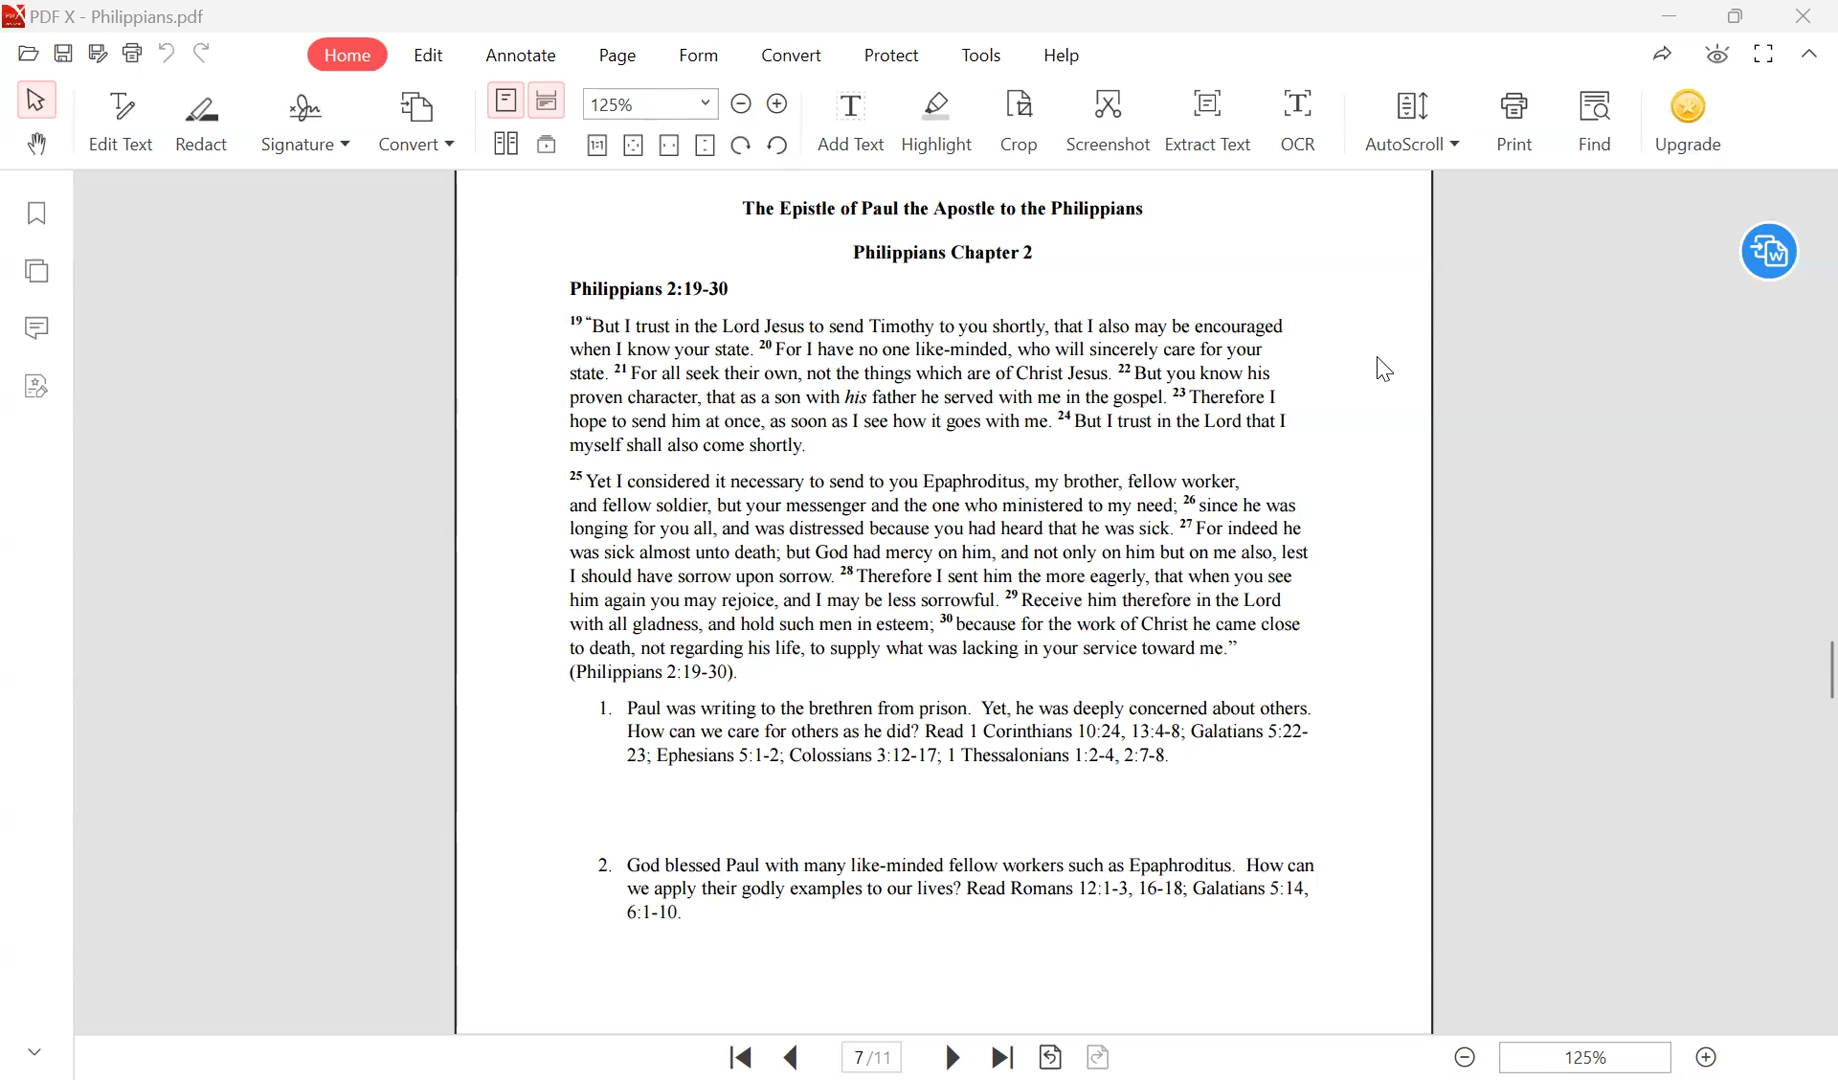 PDF X - Philippians.pdf
Home Edit Annotate Page Form Convert Protect Tools Help
125%
Edit Text Redact Signature Convert Add Text Highlight Crop Screenshot Extract Text OCR AutoScroll Print Find Upgrade
The Epistle of Paul the Apostle to the Philippians
Philippians Chapter 2
Philippians 2:19-30
19 “But I trust in the Lord Jesus to send Timothy to you shortly, that I also may be encouraged
when I know your state. 20 For I have no one like-minded, who will sincerely care for your
state. 21 For all seek their own, not the things which are of Christ Jesus. 22 But you know his
proven character, that as a son with his father he served with me in the gospel. 23 Therefore I
hope to send him at once, as soon as I see how it goes with me. 24 But I trust in the Lord that I
myself shall also come shortly.
25 Yet I considered it necessary to send to you Epaphroditus, my brother, fellow worker,
and fellow soldier, but your messenger and the one who ministered to my need; 26 since he was
longing for you all, and was distressed because you had heard that he was sick. 27 For indeed he
was sick almost unto death; but God had mercy on him, and not only on him but on me also, lest
I should have sorrow upon sorrow. 28 Therefore I sent him the more eagerly, that when you see
him again you may rejoice, and I may be less sorrowful. 29 Receive him therefore in the Lord
with all gladness, and hold such men in esteem; 30 because for the work of Christ he came close
to death, not regarding his life, to supply what was lacking in your service toward me.”
(Philippians 2:19-30).
1. Paul was writing to the brethren from prison. Yet, he was deeply concerned about others.
How can we care for others as he did? Read 1 Corinthians 10:24, 13:4-8; Galatians 5:22-
23; Ephesians 5:1-2; Colossians 3:12-17; 1 Thessalonians 1:2-4, 2:7-8.
2. God blessed Paul with many like-minded fellow workers such as Epaphroditus. How can
we apply their godly examples to our lives? Read Romans 12:1-3, 16-18; Galatians 5:14,
6:1-10.
7 /11
125%